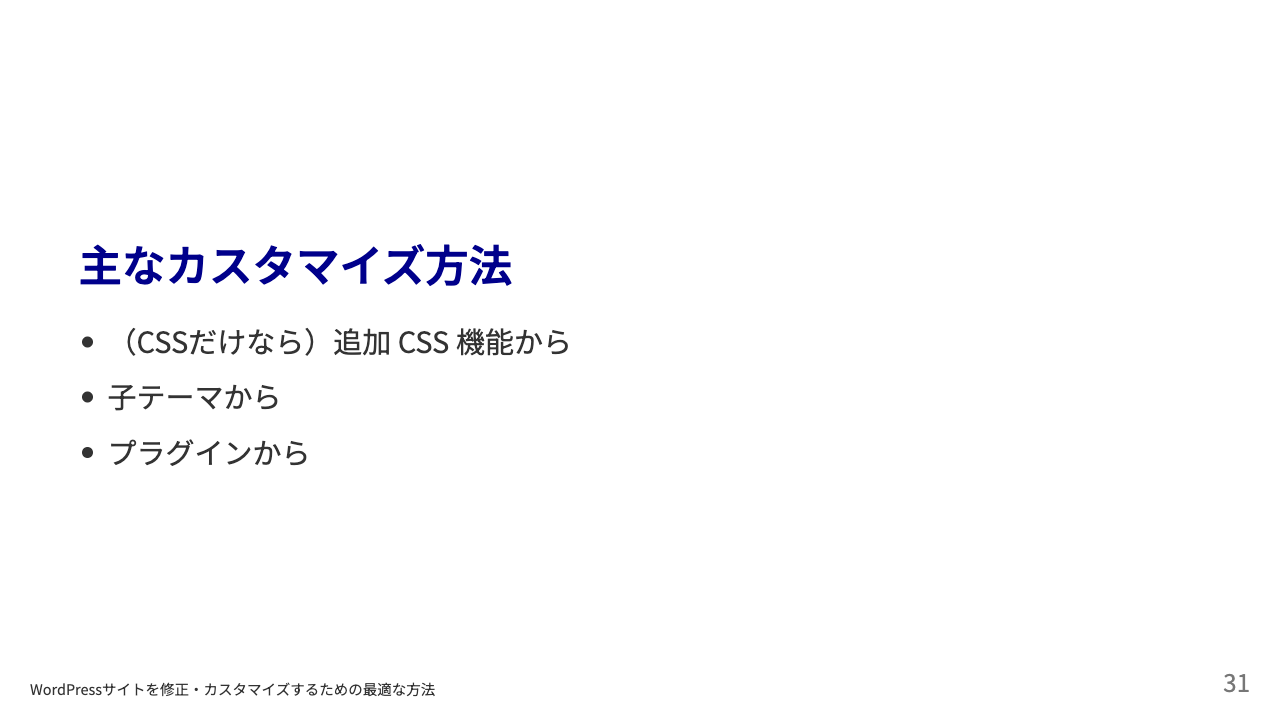 主なカスタマイズ方法
• （CSSだけなら）追加 CSS 機能から
• 子テーマから
• プラグインから
WordPressサイトを修正・カスタマイズするための最適な方法
31